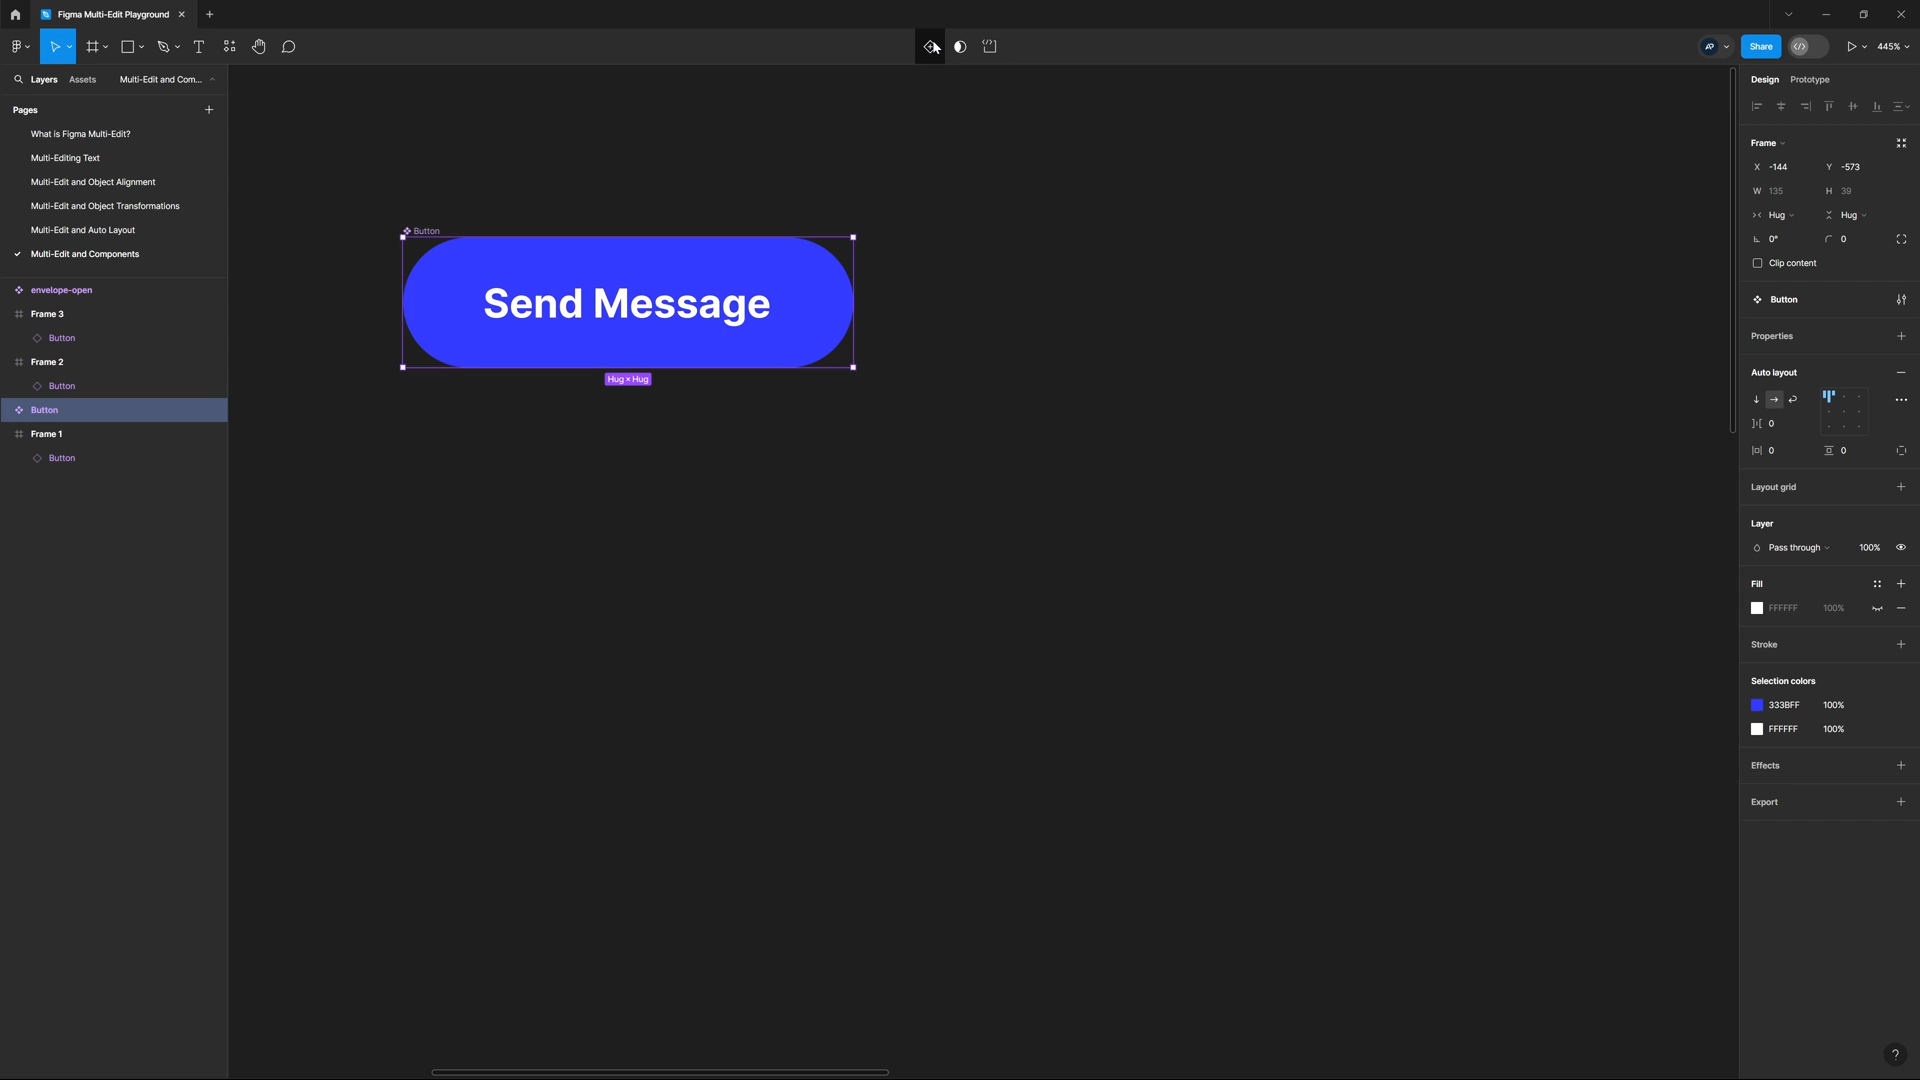 Figma Multi-Edit Playground
445%
Share
Layers
Assets
Multi-Edit and Com...
Pages
What is Figma Multi-Edit?
Multi-Editing Text
Multi-Edit and Object Alignment
Multi-Edit and Object Transformations
Multi-Edit and Auto Layout
Multi-Edit and Components
envelope-open
Frame 3
Button
Frame 2
Button
Button
Frame 1
Button
Button
Send Message
Hug × Hug
Design
Prototype
Frame
X -144 Y -573
W 135 H 39
Hug Hug
0° 0
Clip content
Button
Properties
Auto layout
0
0 0
Layout grid
Layer
Pass through 100%
Fill
FFFFFF 100%
Stroke
Selection colors
333BFF 100%
FFFFFF 100%
Effects
Export
?